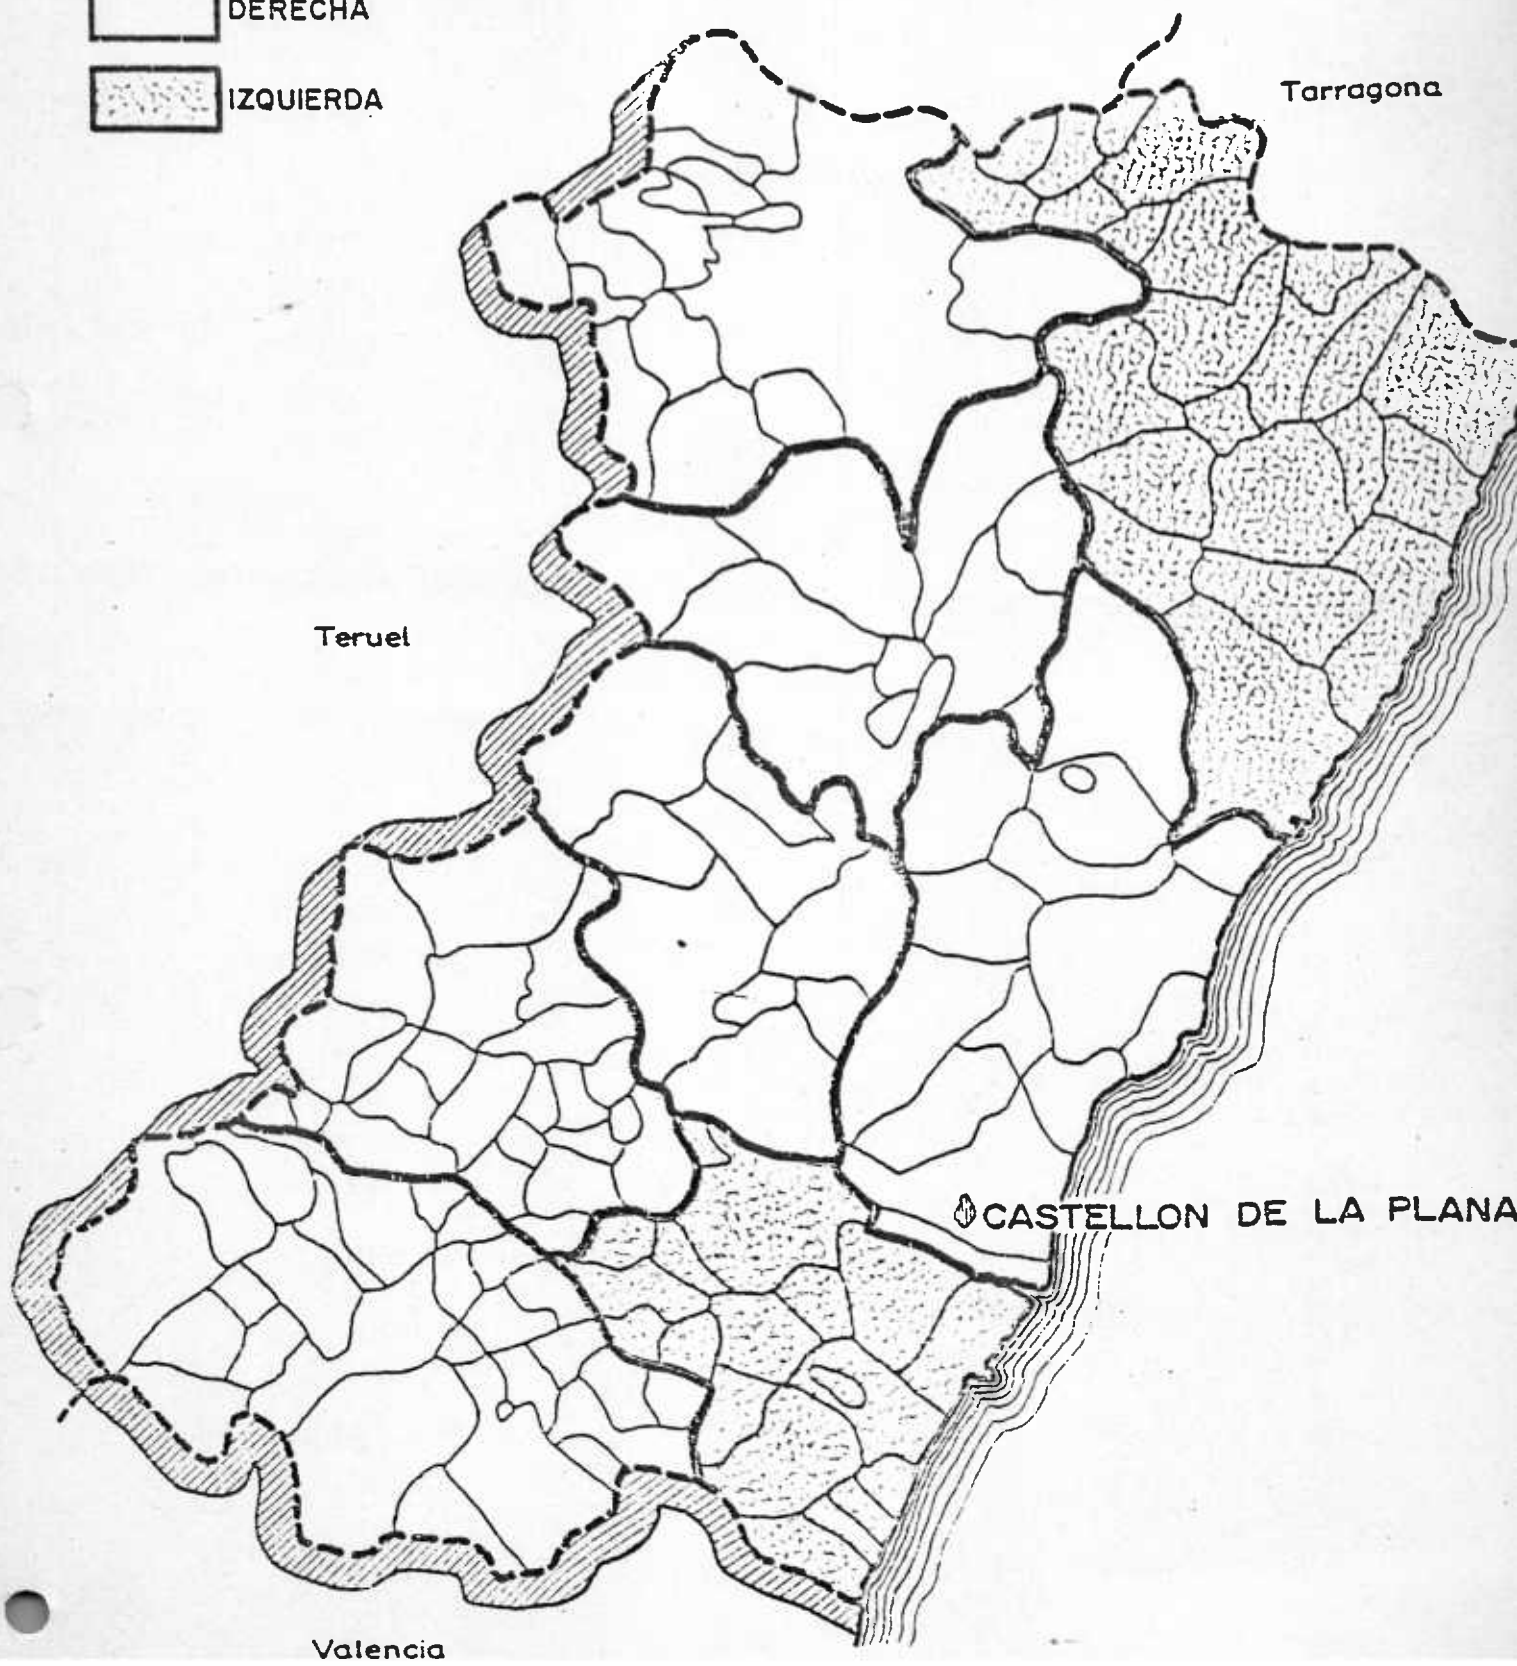 DERECHA
IZQUIERDA
Tarragona
Teruel
CASTELLON DE LA PLANA
Valencia